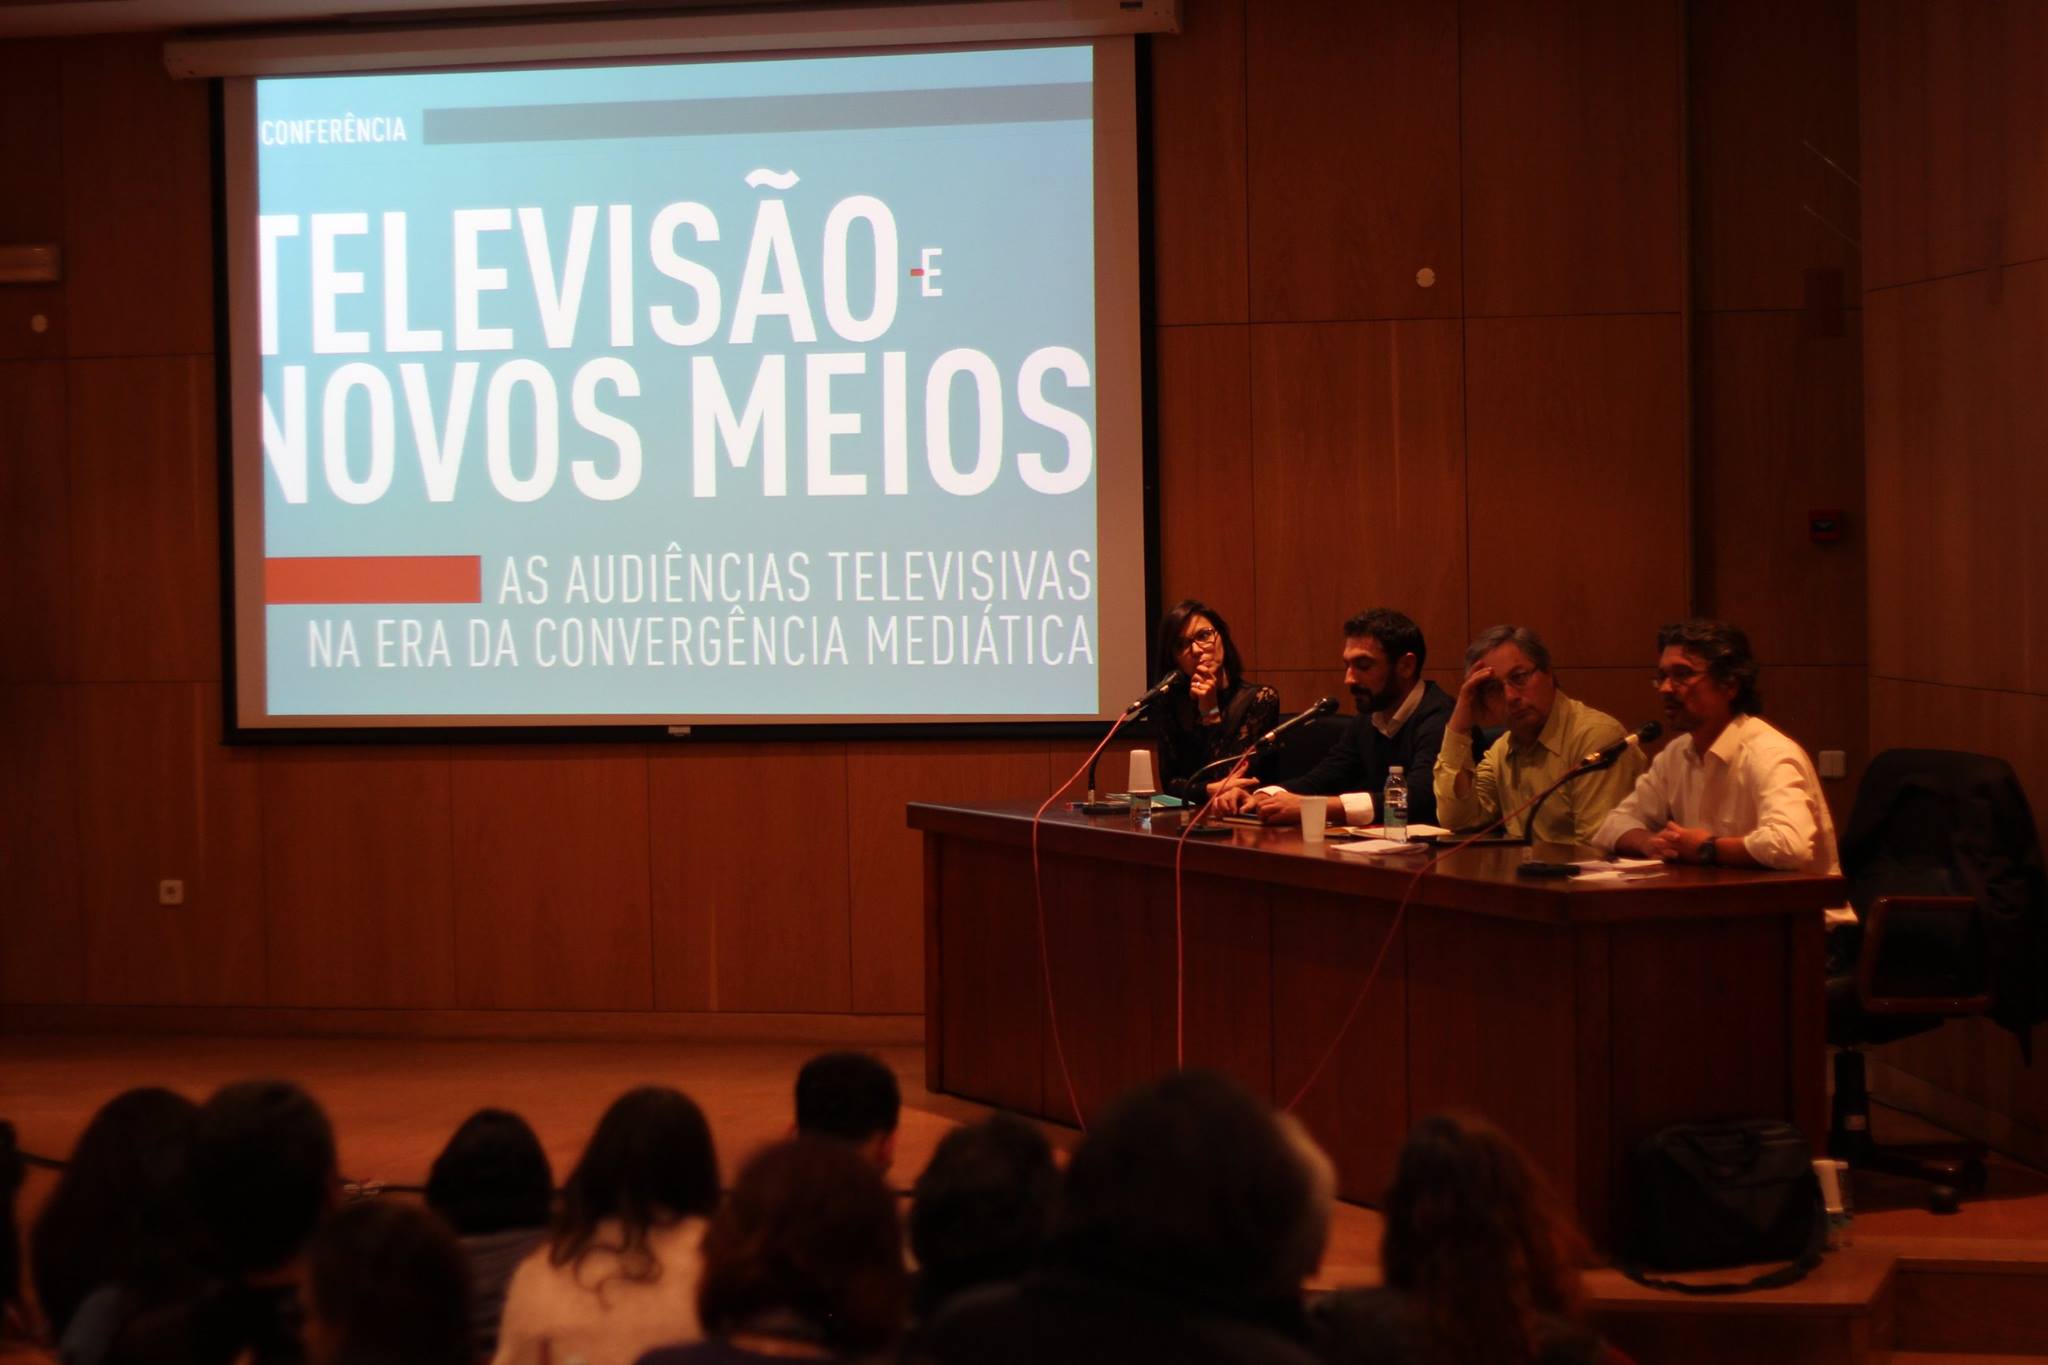 CONFERÊNCIA
TELEVISÃO E
NOVOS MEIOS
AS AUDIÊNCIAS TELEVISIVAS
NA ERA DA CONVERGÊNCIA MEDIÁTICA